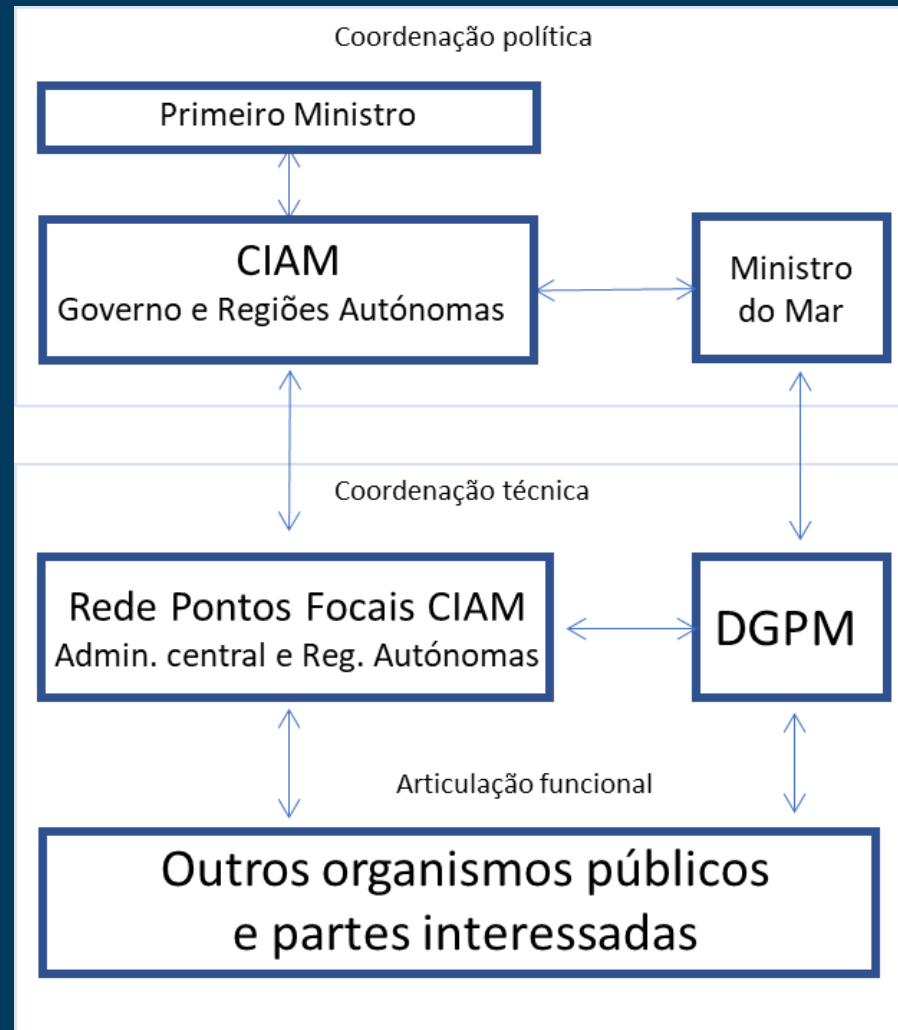 Coordenação política
Primeiro Ministro
CIAM
Governo e Regiões Autónomas
Ministro
do Mar
Coordenação técnica
Rede Pontos Focais CIAM
Admin. central e Reg. Autónomas
DGPM
Articulação funcional
Outros organismos públicos
e partes interessadas